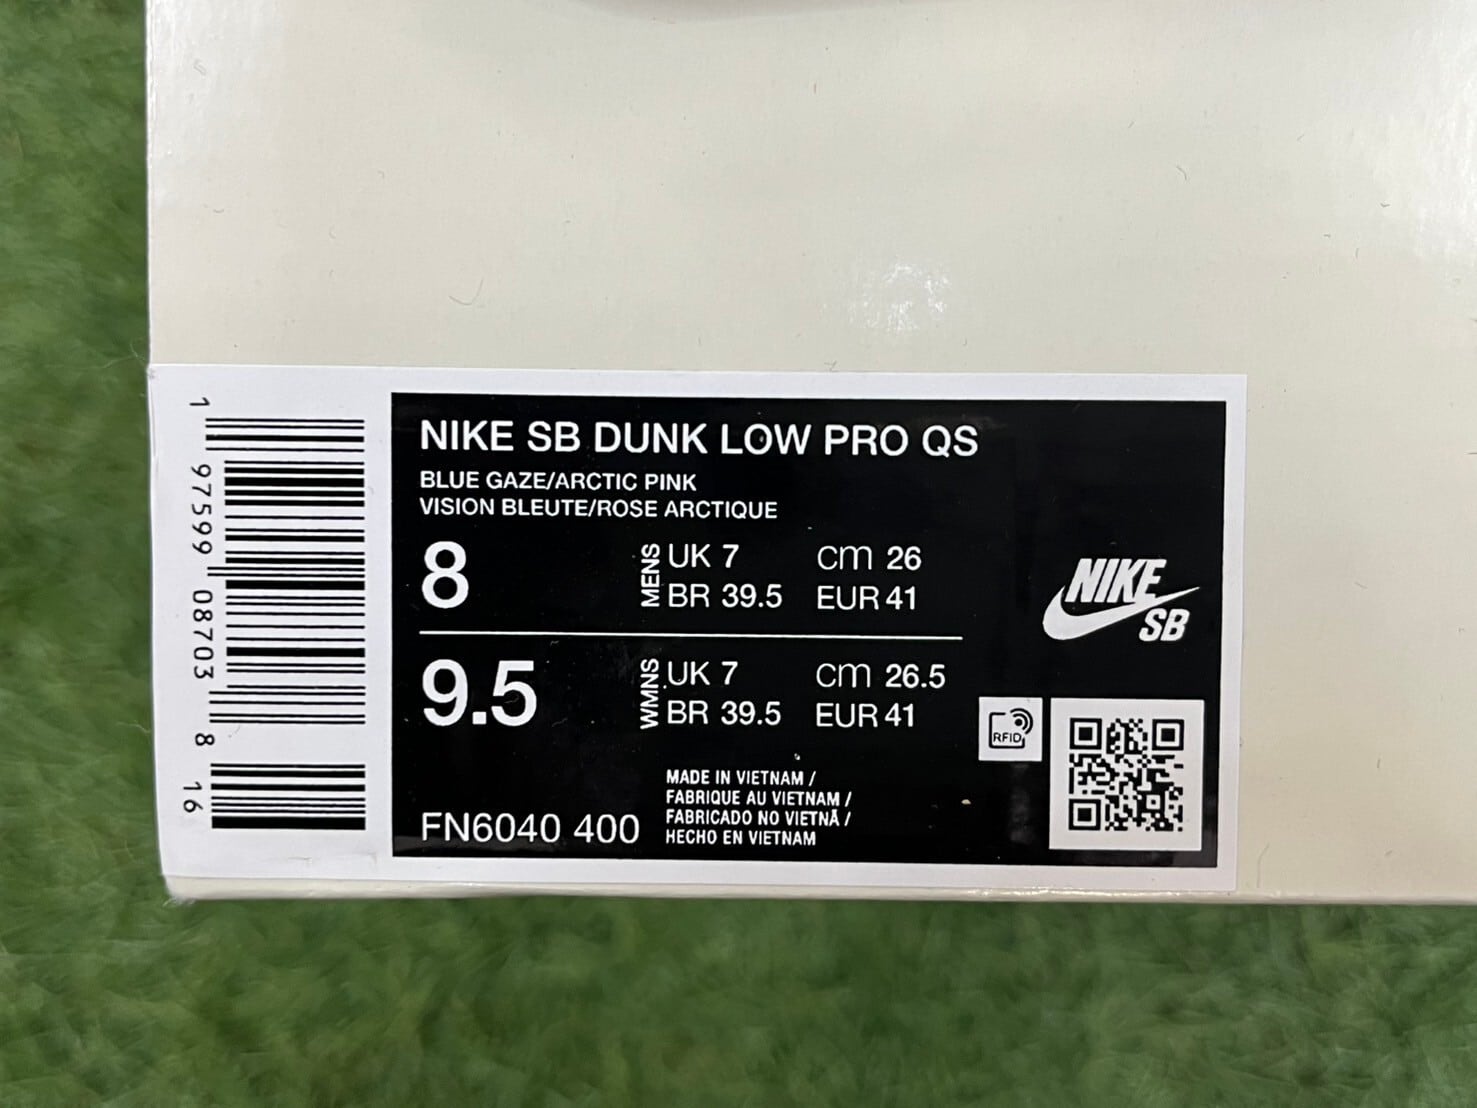 1 97599 08703 8 16
NIKE SB DUNK LOW PRO QS
BLUE GAZE/ARCTIC PINK
VISION BLEUTE/ROSE ARCTIQUE
8 MENS UK 7 cm 26
BR 39.5 EUR 41
9.5 WMNS UK 7 cm 26.5
BR 39.5 EUR 41
FN6040 400
MADE IN VIETNAM /
FABRIQUE AU VIETNAM /
FABRICADO NO VIETNÃ /
HECHO EN VIETNAM
NIKE
SB
RFID